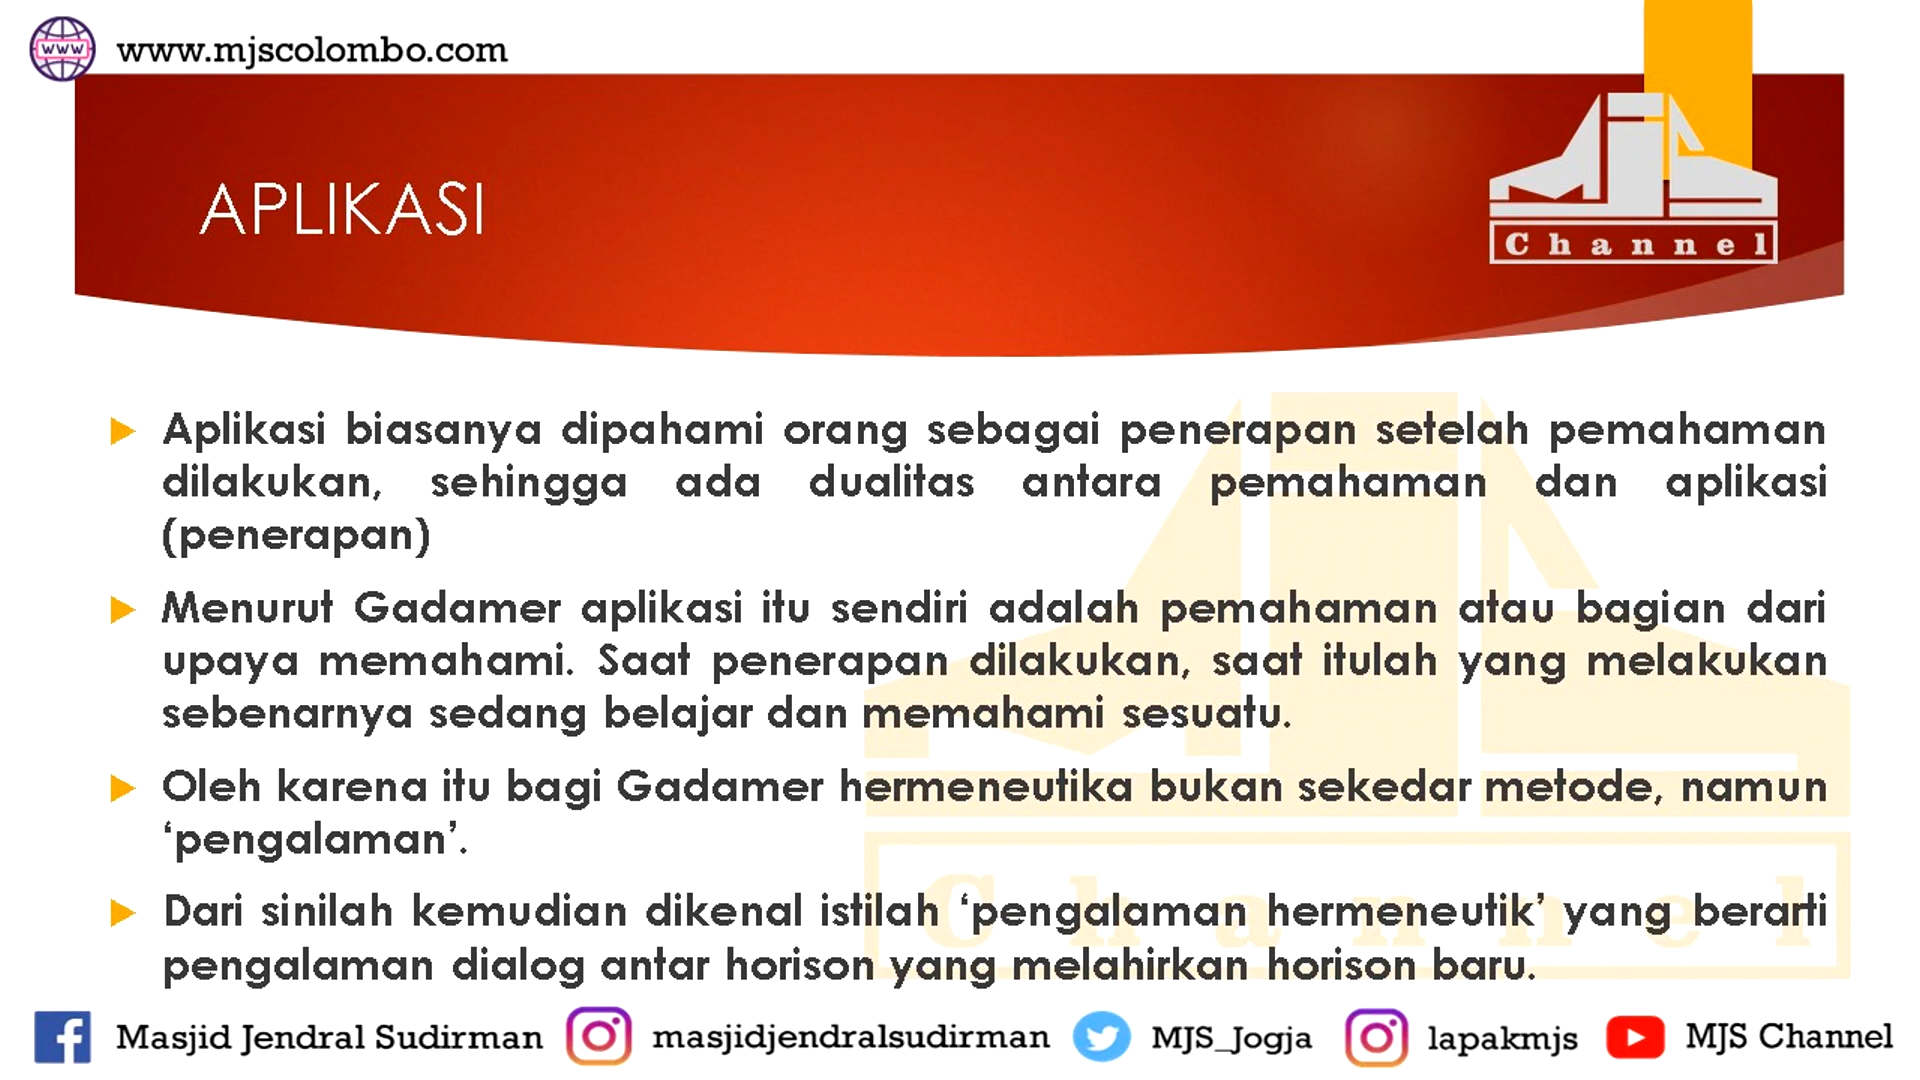 www.mjscolombo.com
APLIKASI
MJS
Channel
Aplikasi biasanya dipahami orang sebagai penerapan setelah pemahaman
dilakukan, sehingga ada dualitas antara pemahaman dan aplikasi
(penerapan)
Menurut Gadamer aplikasi itu sendiri adalah pemahaman atau bagian dari
upaya memahami. Saat penerapan dilakukan, saat itulah yang melakukan
sebenarnya sedang belajar dan memahami sesuatu.
Oleh karena itu bagi Gadamer hermeneutika bukan sekedar metode, namun
‘pengalaman’.
Dari sinilah kemudian dikenal istilah ‘pengalaman hermeneutik’ yang berarti
pengalaman dialog antar horison yang melahirkan horison baru.
Masjid Jendral Sudirman masjidjendralsudirman MJS_Jogja lapakmjs MJS Channel